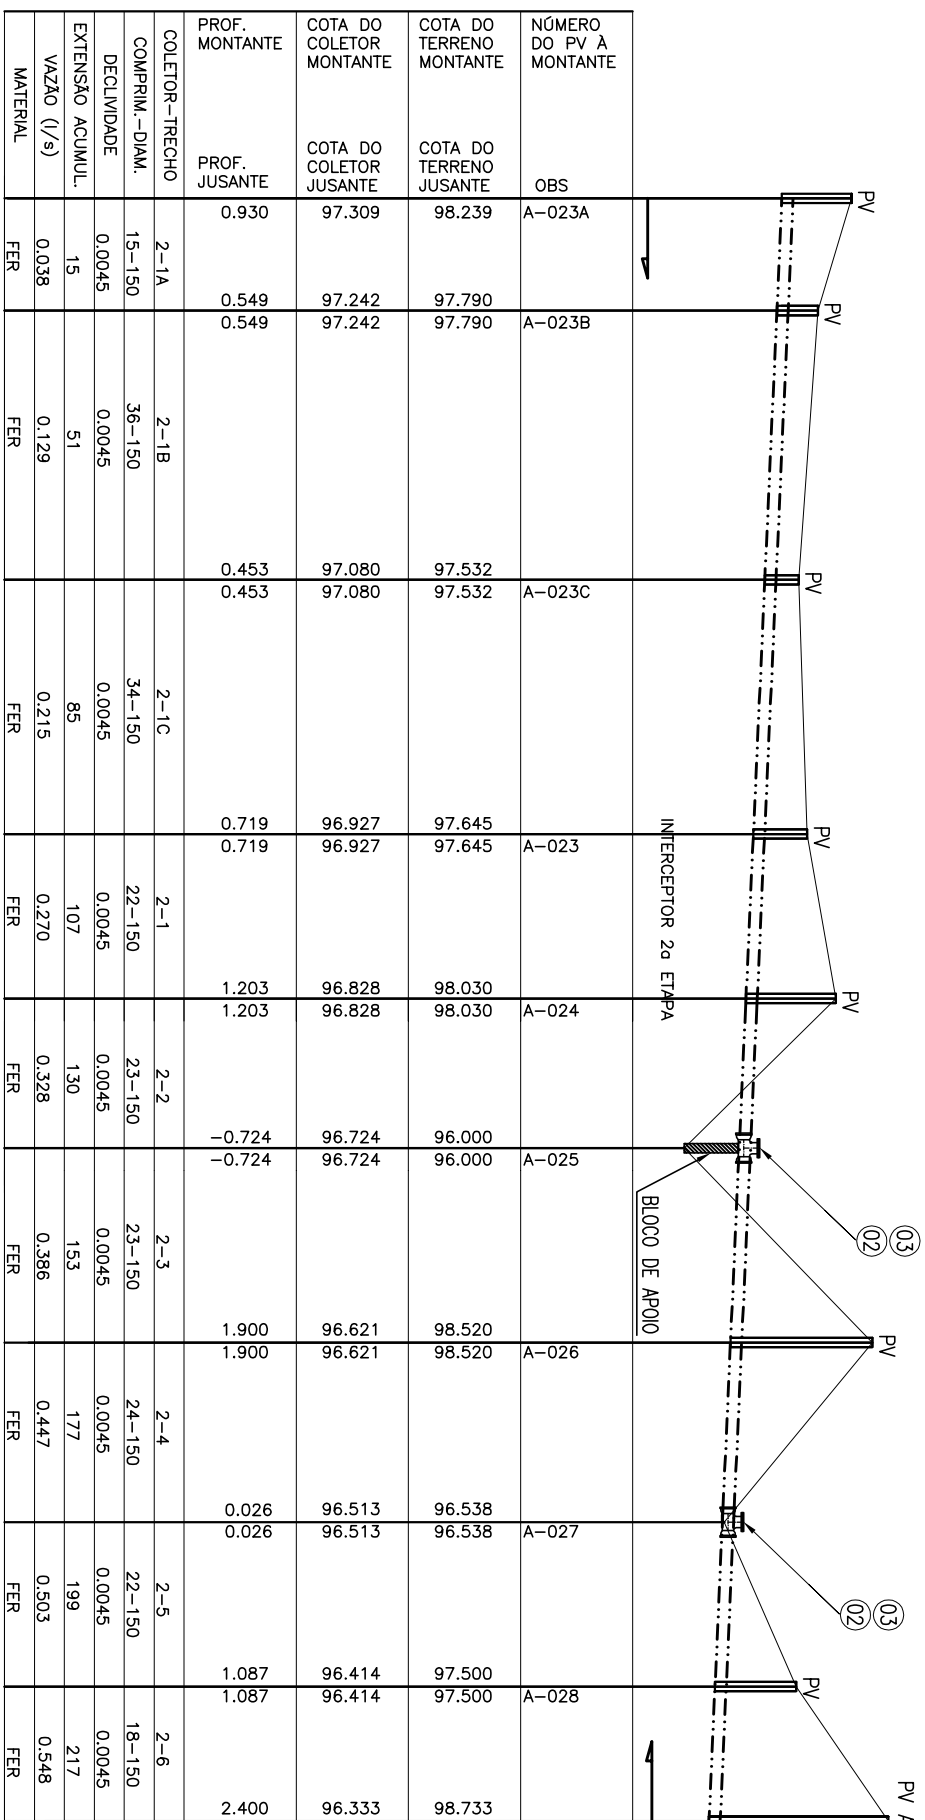 NÚMERO
DO PV À
MONTANTE
OBS
COTA DO
TERRENO
MONTANTE
COTA DO
TERRENO
JUSANTE
COTA DO
COLETOR
MONTANTE
COTA DO
COLETOR
JUSANTE
PROF.
MONTANTE
PROF.
JUSANTE
COLETOR-TRECHO
COMPRIM.-DIAM.
DECLIVIDADE
EXTENSÃO ACUMUL.
VAZÃO (l/s)
MATERIAL
PV
A-023A
98.239
97.309
0.930
2-1A
15-150
0.0045
15
0.038
FER
97.790
97.242
0.549
PV
A-023B
97.790
97.242
0.549
2-1B
36-150
0.0045
51
0.129
FER
97.532
97.080
0.453
PV
A-023C
97.532
97.080
0.453
2-1C
34-150
0.0045
85
0.215
FER
97.645
96.927
0.719
PV
A-023
97.645
96.927
0.719
2-1
22-150
0.0045
107
0.270
FER
98.030
96.828
1.203
INTERCEPTOR 2a ETAPA
PV
A-024
98.030
96.828
1.203
2-2
23-150
0.0045
130
0.328
FER
96.000
96.724
-0.724
03
02
BLOCO DE APOIO
A-025
96.000
96.724
-0.724
2-3
23-150
0.0045
153
0.386
FER
98.520
96.621
1.900
PV
A-026
98.520
96.621
1.900
2-4
24-150
0.0045
177
0.447
FER
96.538
96.513
0.026
03
02
A-027
96.538
96.513
0.026
2-5
22-150
0.0045
199
0.503
FER
97.500
96.414
1.087
PV
A-028
97.500
96.414
1.087
2-6
18-150
0.0045
217
0.548
FER
98.733
96.333
2.400
PV